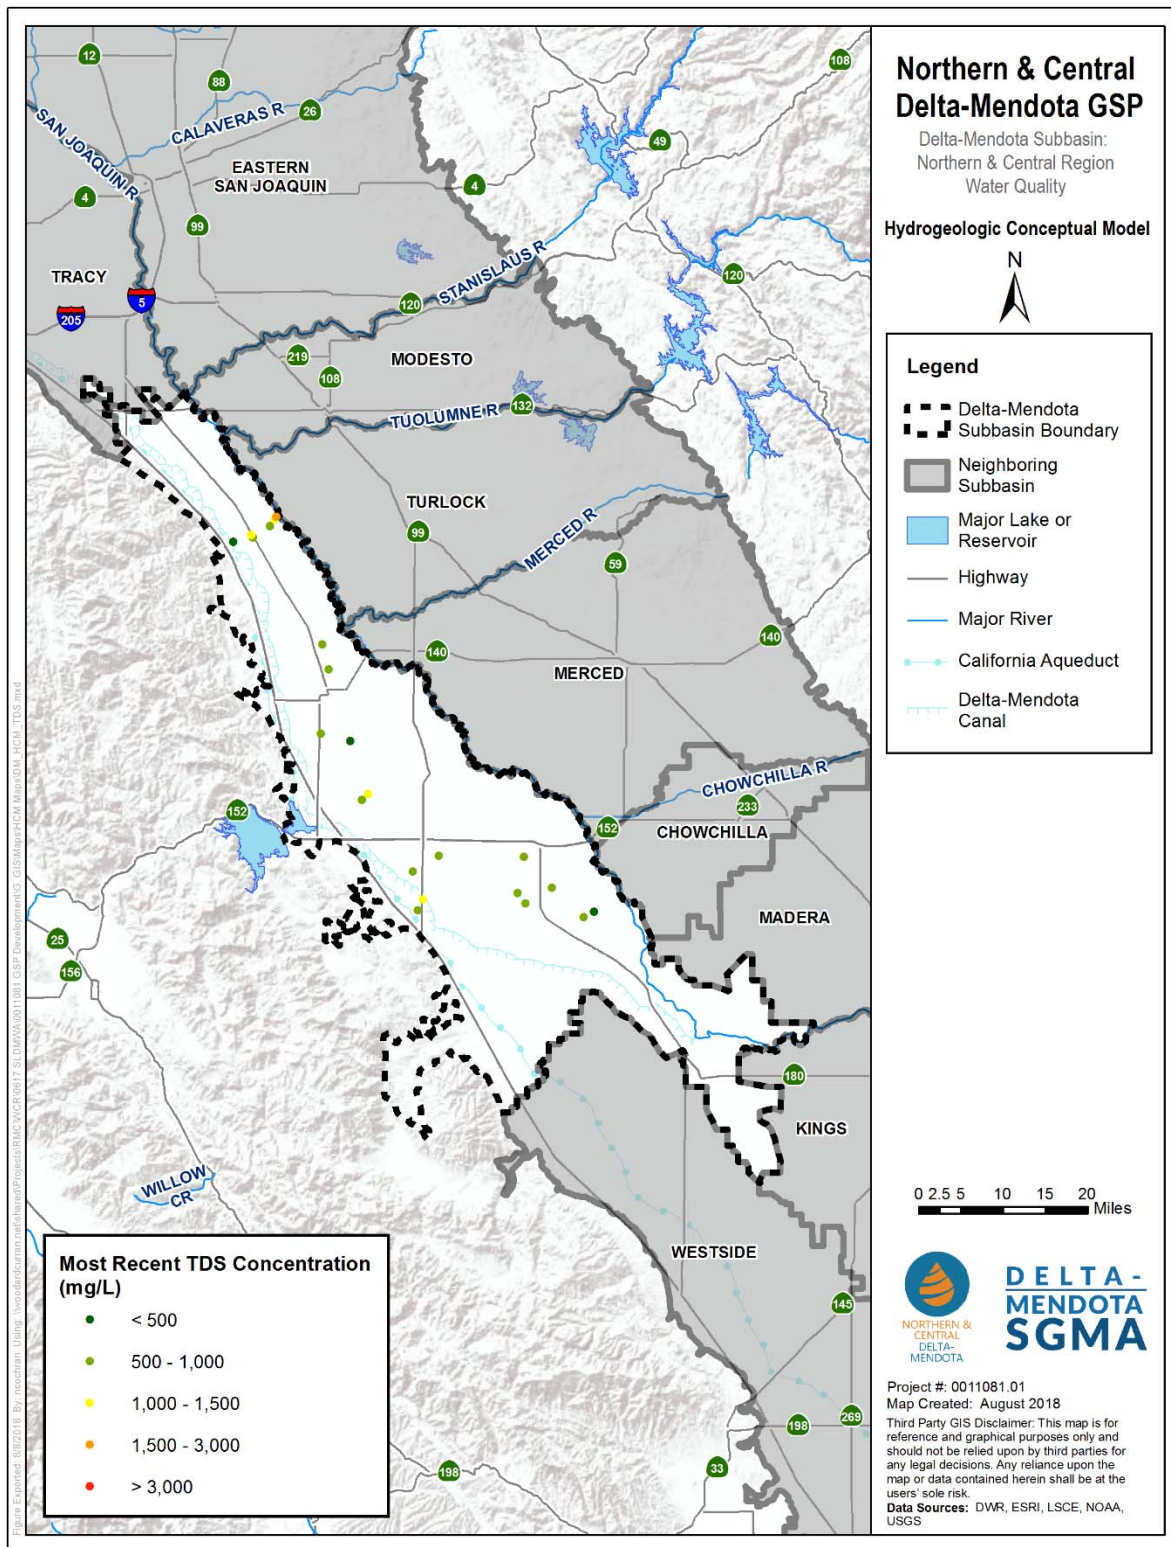 Northern & Central
Delta-Mendota GSP
Delta-Mendota Subbasin:
Northern & Central Region
Water Quality
Hydrogeologic Conceptual Model
N
Legend
Delta-Mendota
Subbasin Boundary
Neighboring
Subbasin
Major Lake or
Reservoir
Highway
Major River
California Aqueduct
Delta-Mendota
Canal
12
88
26
108
CALAVERAS R
SAN JOAQUIN R
EASTERN
SAN JOAQUIN
49
4
4
99
TRACY
5
205
STANISLAUS R
120
120
219
108
MODESTO
TUOLUMNE R
132
TURLOCK
99
MERCED R
59
140
140
MERCED
CHOWCHILLA R
233
152
152
CHOWCHILLA
MADERA
25
156
180
KINGS
WILLOW
CR
WESTSIDE
145
198
269
33
198
Most Recent TDS Concentration
(mg/L)
< 500
500 - 1,000
1,000 - 1,500
1,500 - 3,000
> 3,000
0 2.5 5 10 15 20
Miles
NORTHERN &
CENTRAL
DELTA-
MENDOTA
DELTA-
MENDOTA
SGMA
Project #: 0011081.01
Map Created: August 2018
Third Party GIS Disclaimer: This map is for
reference and graphical purposes only and
should not be relied upon by third parties for
any legal decisions. Any reliance upon the
map or data contained herein shall be at the
users' sole risk.
Data Sources: DWR, ESRI, LSCE, NOAA,
USGS